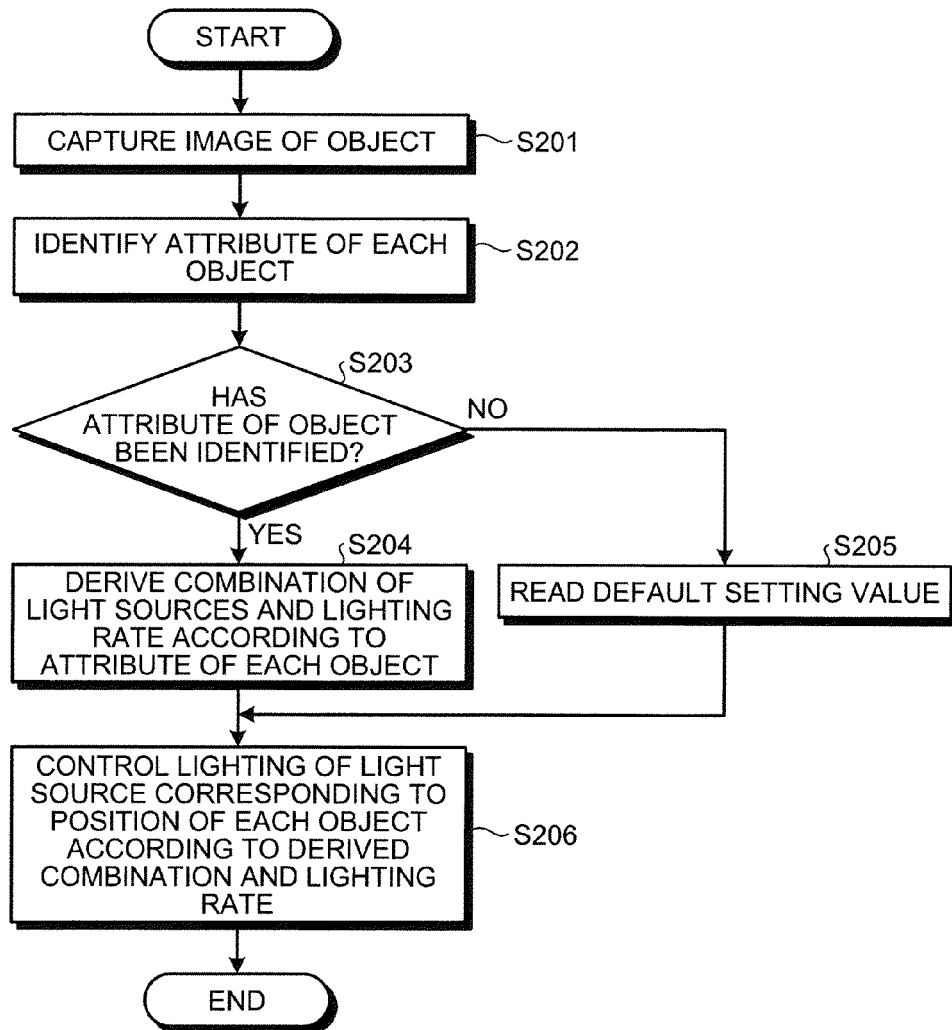 START
CAPTURE IMAGE OF OBJECT
S201
IDENTIFY ATTRIBUTE OF EACH
OBJECT
S202
S203
HAS
ATTRIBUTE OF OBJECT
BEEN IDENTIFIED?
NO
YES
S204
DERIVE COMBINATION OF
LIGHT SOURCES AND LIGHTING
RATE ACCORDING TO
ATTRIBUTE OF EACH OBJECT
S205
READ DEFAULT SETTING VALUE
CONTROL LIGHTING OF LIGHT
SOURCE CORRESPONDING TO
POSITION OF EACH OBJECT
ACCORDING TO DERIVED
COMBINATION AND LIGHTING
RATE
S206
END